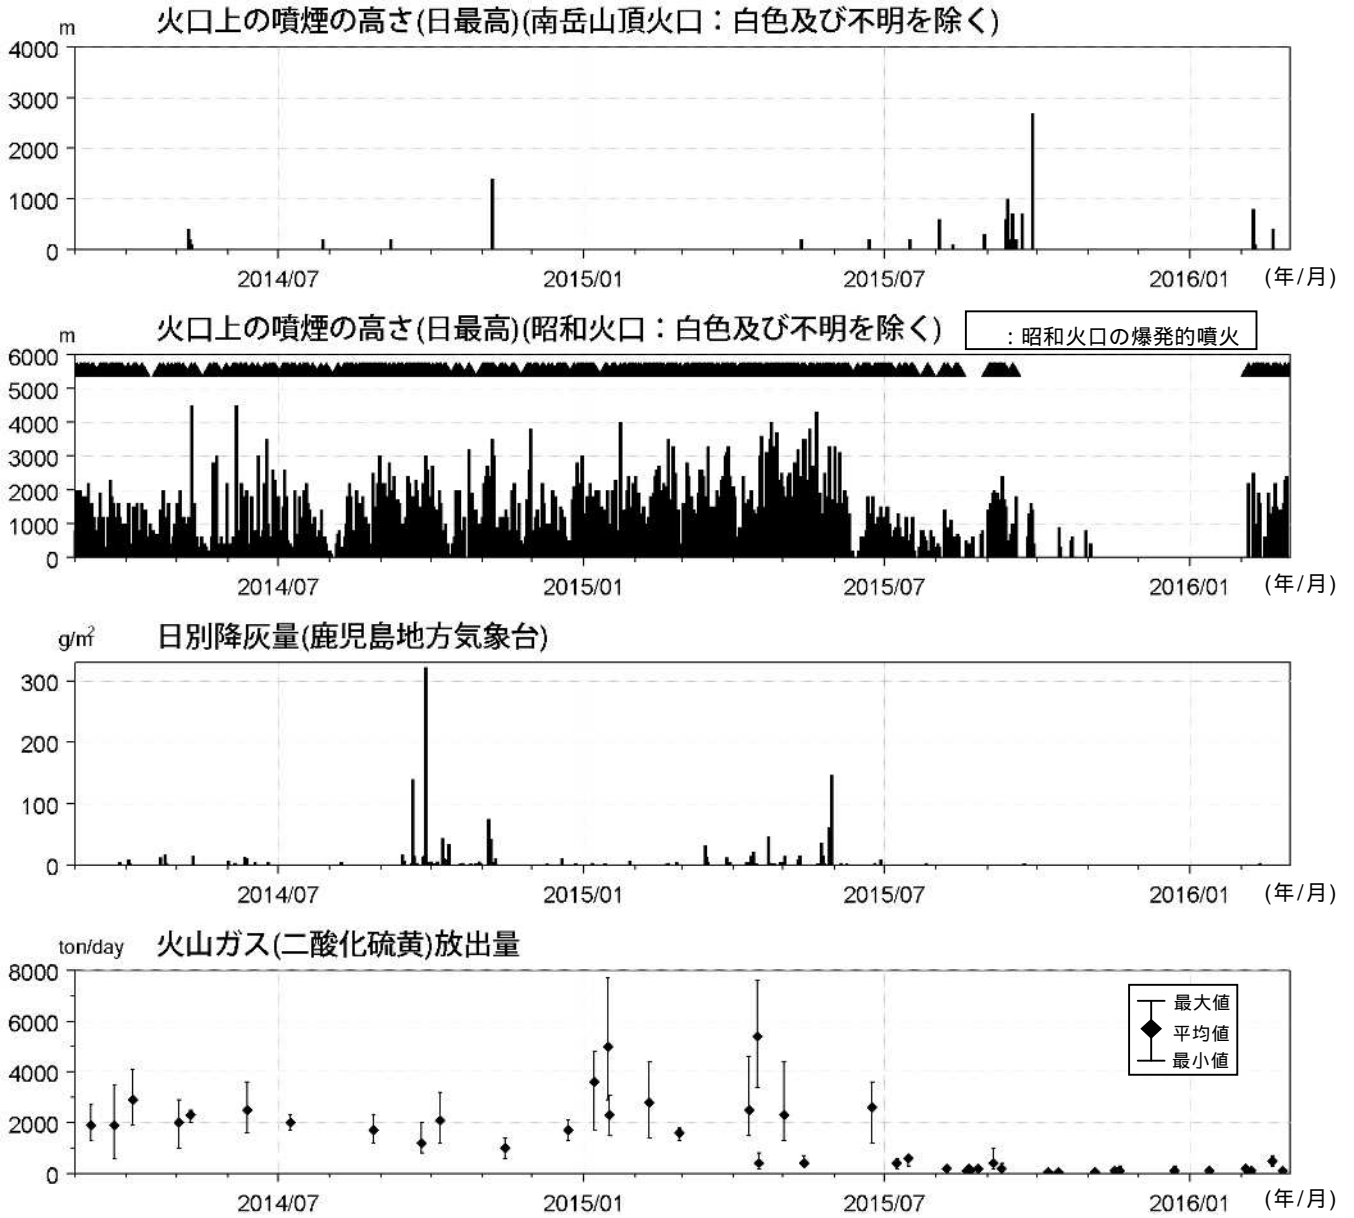 火口上の噴煙の高さ(日最高)(南岳山頂火口：白色及び不明を除く)
m
4000
3000
2000
1000
0
2014/07 2015/01 2015/07 2016/01 (年/月)
火口上の噴煙の高さ(日最高)(昭和火口：白色及び不明を除く)
：昭和火口の爆発的噴火
m
6000
5000
4000
3000
2000
1000
0
2014/07 2015/01 2015/07 2016/01 (年/月)
g/m² 日別降灰量(鹿児島地方気象台)
300
200
100
0
2014/07 2015/01 2015/07 2016/01 (年/月)
ton/day 火山ガス(二酸化硫黄)放出量
8000
6000
4000
2000
0
最大値
平均値
最小値
2014/07 2015/01 2015/07 2016/01 (年/月)